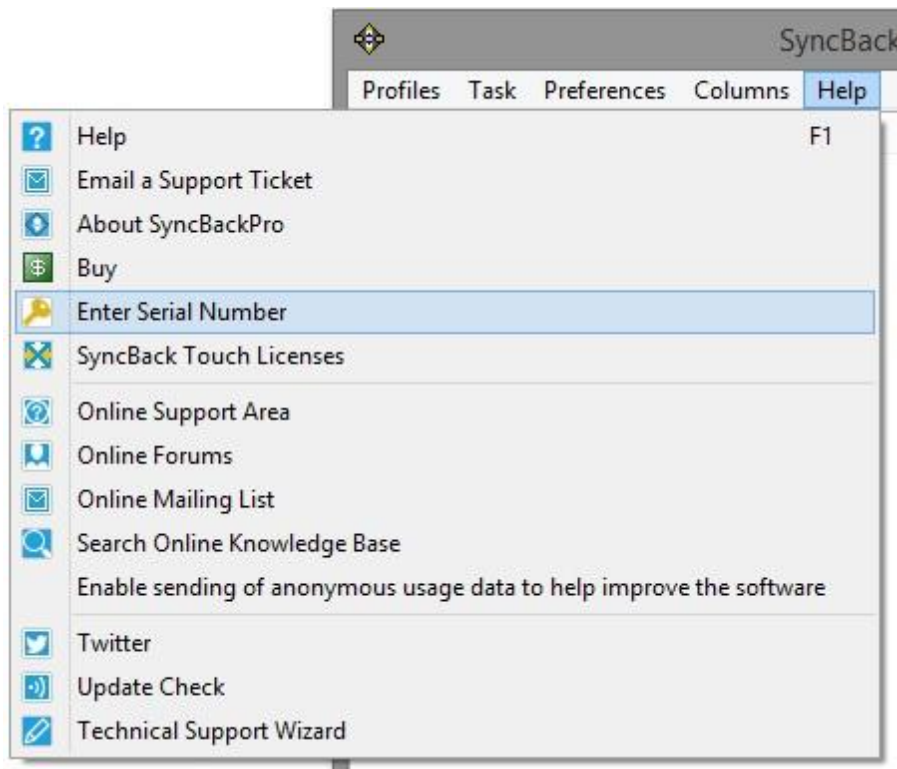 SyncBack
Profiles Task Preferences Columns Help
Help F1
Email a Support Ticket
About SyncBackPro
Buy
Enter Serial Number
SyncBack Touch Licenses
Online Support Area
Online Forums
Online Mailing List
Search Online Knowledge Base
Enable sending of anonymous usage data to help improve the software
Twitter
Update Check
Technical Support Wizard